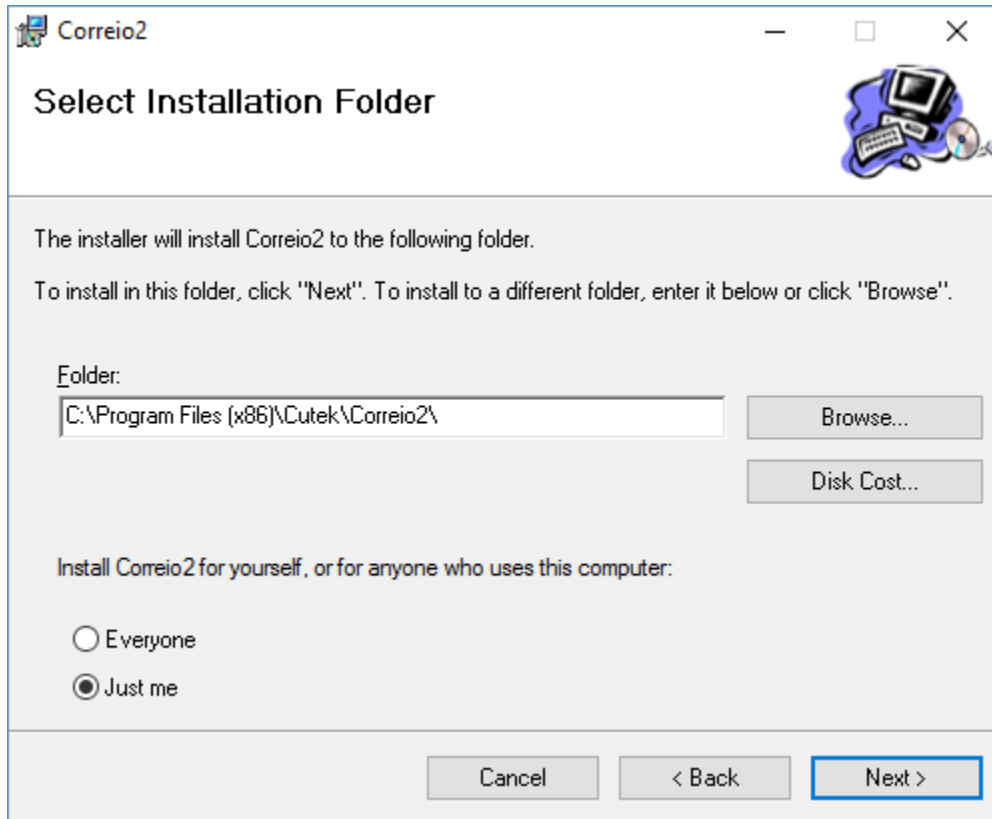 Correio2
Select Installation Folder
The installer will install Correio2 to the following folder.
To install in this folder, click "Next". To install to a different folder, enter it below or click "Browse".
Folder:
C:\Program Files (x86)\Cutek\Correio2\
Browse...
Disk Cost...
Install Correio2 for yourself, or for anyone who uses this computer:
Everyone
Just me
Cancel
< Back
Next >